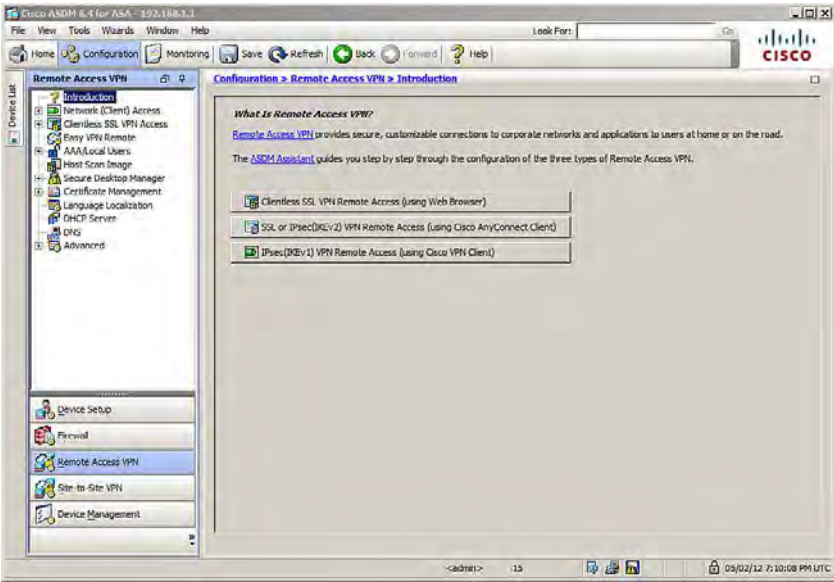 Cisco ASDM 6.4 for ASA - 192.168.1.1
File View Tools Wizards Window Help
Look For:
Go
Home Configuration Monitoring Save Refresh Back Forward Help
CISCO
Device List
Remote Access VPN
Introduction
Network (Client) Access
Clientless SSL VPN Access
Easy VPN Remote
AAA/Local Users
Host Scan Image
Secure Desktop Manager
Certificate Management
Language Localization
DHCP Server
DNS
Advanced
Device Setup
Firewall
Remote Access VPN
Site-to-Site VPN
Device Management
Configuration > Remote Access VPN > Introduction
What Is Remote Access VPN?
Remote Access VPN provides secure, customizable connections to corporate networks and applications to users at home or on the road.
The ASDM Assistant guides you step by step through the configuration of the three types of Remote Access VPN.
Clientless SSL VPN Remote Access (using Web Browser)
SSL or IPsec(IKEv2) VPN Remote Access (using Cisco AnyConnect Client)
IPsec(IKEv1) VPN Remote Access (using Cisco VPN Client)
<admin> 15 05/02/12 7:10:08 PM UTC